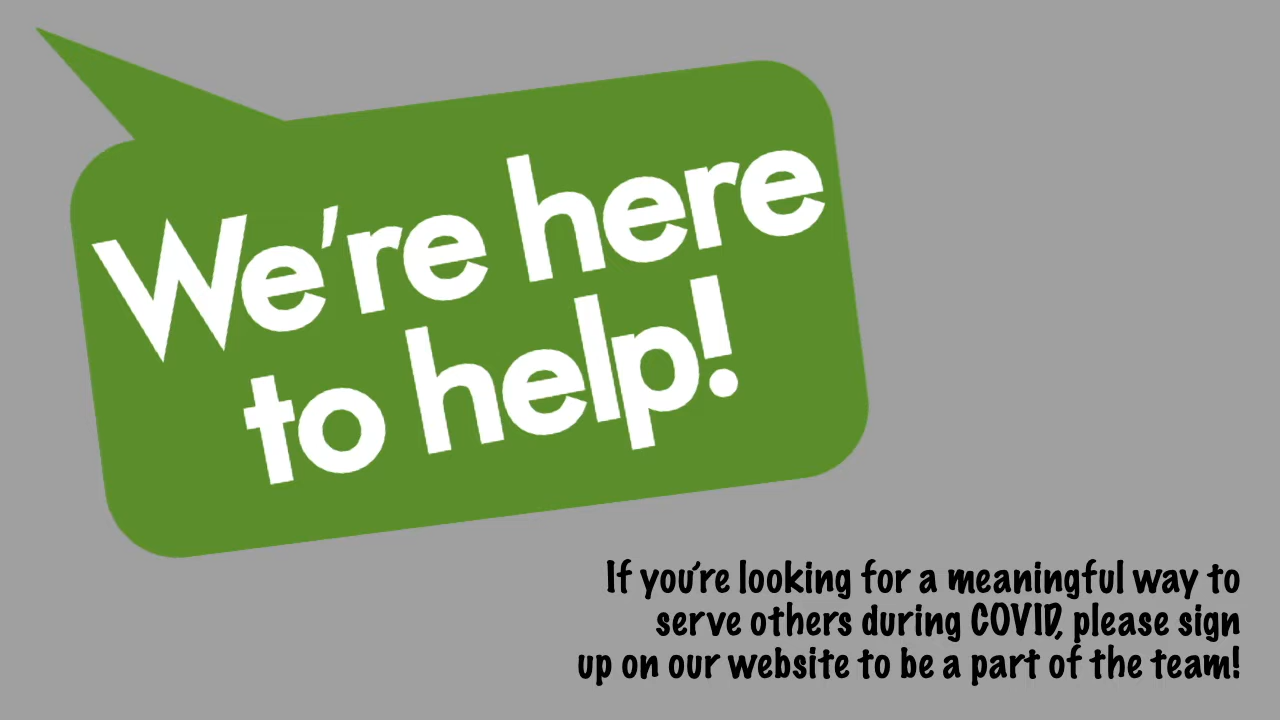 We're here
to help!
If you're looking for a meaningful way to
serve others during COVID, please sign
up on our website to be a part of the team!